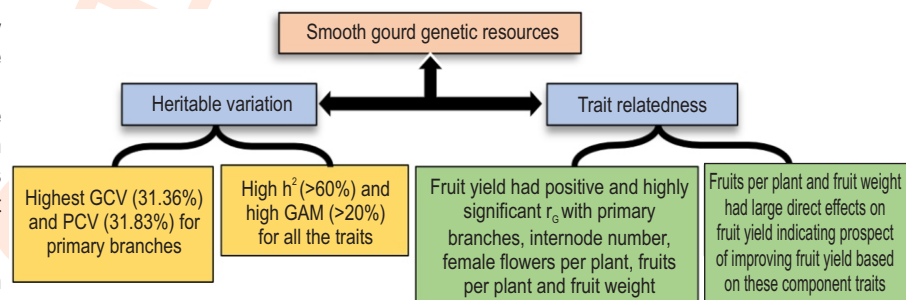 Smooth gourd genetic resources
Heritable variation
Trait relatedness
Highest GCV (31.36%)
and PCV (31.83%) for
primary branches
High h² (>60%) and
high GAM (>20%)
for all the traits
Fruit yield had positive and highly
significant r_G with primary
branches, internode number,
female flowers per plant, fruits
per plant and fruit weight
Fruits per plant and fruit weight
had large direct effects on
fruit yield indicating prospect
of improving fruit yield based
on these component traits